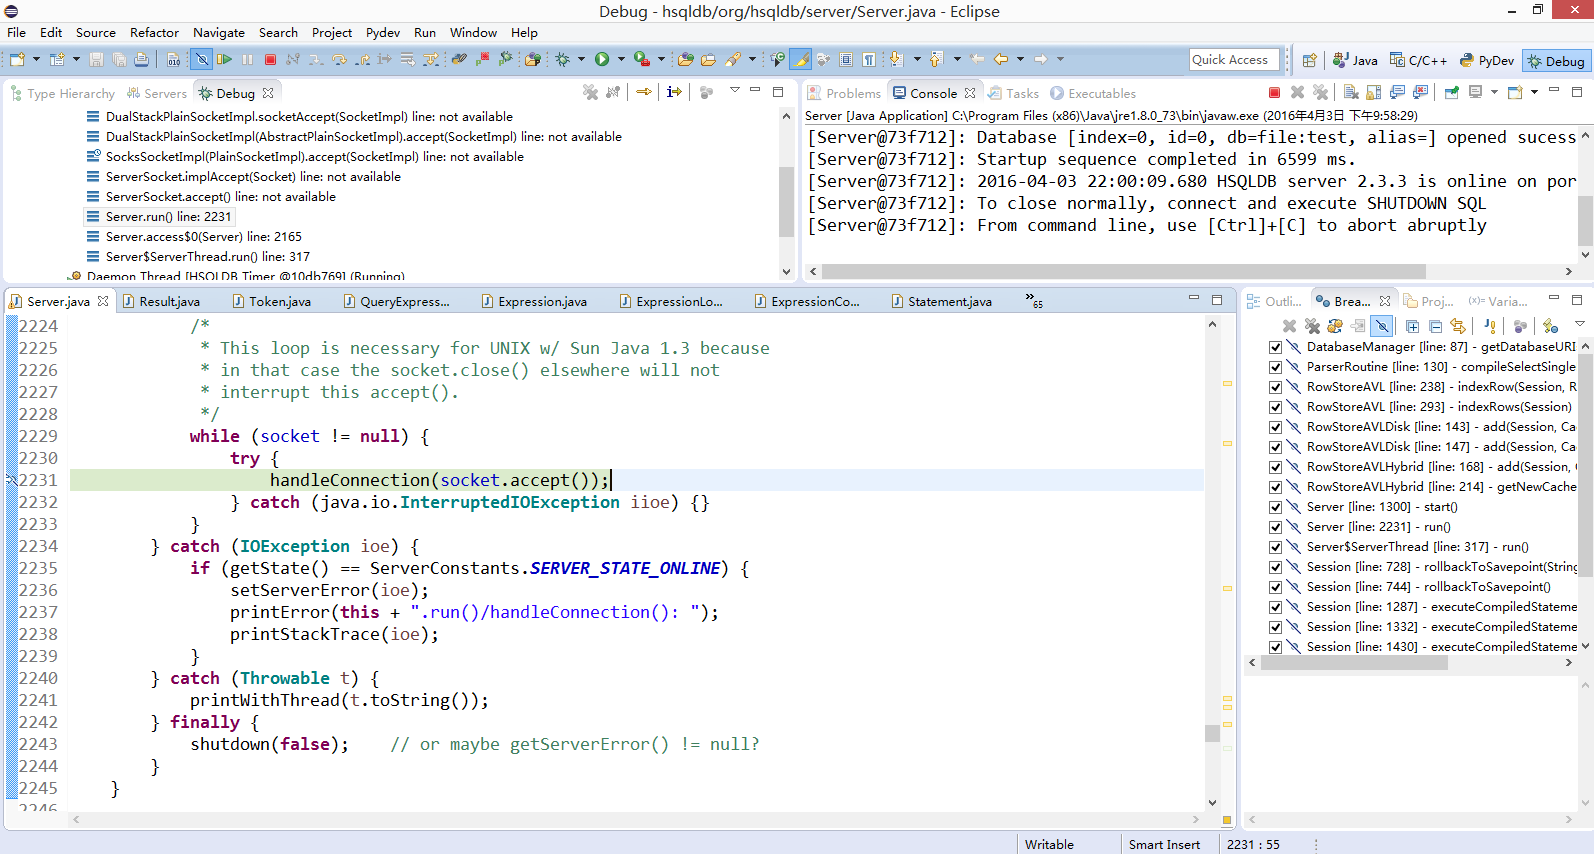 Debug - hsqldb/org/hsqldb/server/Server.java - Eclipse
File Edit Source Refactor Navigate Search Project Pydev Run Window Help
Quick Access Java C/C++ PyDev Debug
Type Hierarchy Servers Debug
DualStackPlainSocketImpl.socketAccept(SocketImpl) line: not available
DualStackPlainSocketImpl(AbstractPlainSocketImpl).accept(SocketImpl) line: not available
SocksSocketImpl(PlainSocketImpl).accept(SocketImpl) line: not available
ServerSocket.implAccept(Socket) line: not available
ServerSocket.accept() line: not available
Server.run() line: 2231
Server.access$0(Server) line: 2165
Server$ServerThread.run() line: 317
Daemon Thread [HSQLDB Timer @10db769] (Running)
Problems Console Tasks Executables
Server [Java Application] C:\Program Files (x86)\Java\jre1.8.0_73\bin\javaw.exe (2016年4月3日 下午9:58:29)
[Server@73f712]: Database [index=0, id=0, db=file:test, alias=] opened sucess
[Server@73f712]: Startup sequence completed in 6599 ms.
[Server@73f712]: 2016-04-03 22:00:09.680 HSQLDB server 2.3.3 is online on por
[Server@73f712]: To close normally, connect and execute SHUTDOWN SQL
[Server@73f712]: From command line, use [Ctrl]+[C] to abort abruptly
Server.java Result.java Token.java QueryExpress... Expression.java ExpressionLo... ExpressionCo... Statement.java »65
2224 /*
2225 * This loop is necessary for UNIX w/ Sun Java 1.3 because
2226 * in that case the socket.close() elsewhere will not
2227 * interrupt this accept().
2228 */
2229 while (socket != null) {
2230 try {
2231 handleConnection(socket.accept());
2232 } catch (java.io.InterruptedIOException iioe) {}
2233 }
2234 } catch (IOException ioe) {
2235 if (getState() == ServerConstants.SERVER_STATE_ONLINE) {
2236 setServerError(ioe);
2237 printError(this + ".run()/handleConnection(): ");
2238 printStackTrace(ioe);
2239 }
2240 } catch (Throwable t) {
2241 printWithThread(t.toString());
2242 } finally {
2243 shutdown(false); // or maybe getServerError() != null?
2244 }
2245 }
2246
Outli... Brea... Proj... (x)= Varia...
DatabaseManager [line: 87] - getDatabaseURI
ParserRoutine [line: 130] - compileSelectSingle
RowStoreAVL [line: 238] - indexRow(Session, R
RowStoreAVL [line: 293] - indexRows(Session)
RowStoreAVLDisk [line: 143] - add(Session, Ca
RowStoreAVLDisk [line: 147] - add(Session, Ca
RowStoreAVLHybrid [line: 168] - add(Session, 
RowStoreAVLHybrid [line: 214] - getNewCache
Server [line: 1300] - start()
Server [line: 2231] - run()
Server$ServerThread [line: 317] - run()
Session [line: 728] - rollbackToSavepoint(String
Session [line: 744] - rollbackToSavepoint()
Session [line: 1287] - executeCompiledStateme
Session [line: 1332] - executeCompiledStateme
Session [line: 1430] - executeCompiledStateme
Writable Smart Insert 2231 : 55